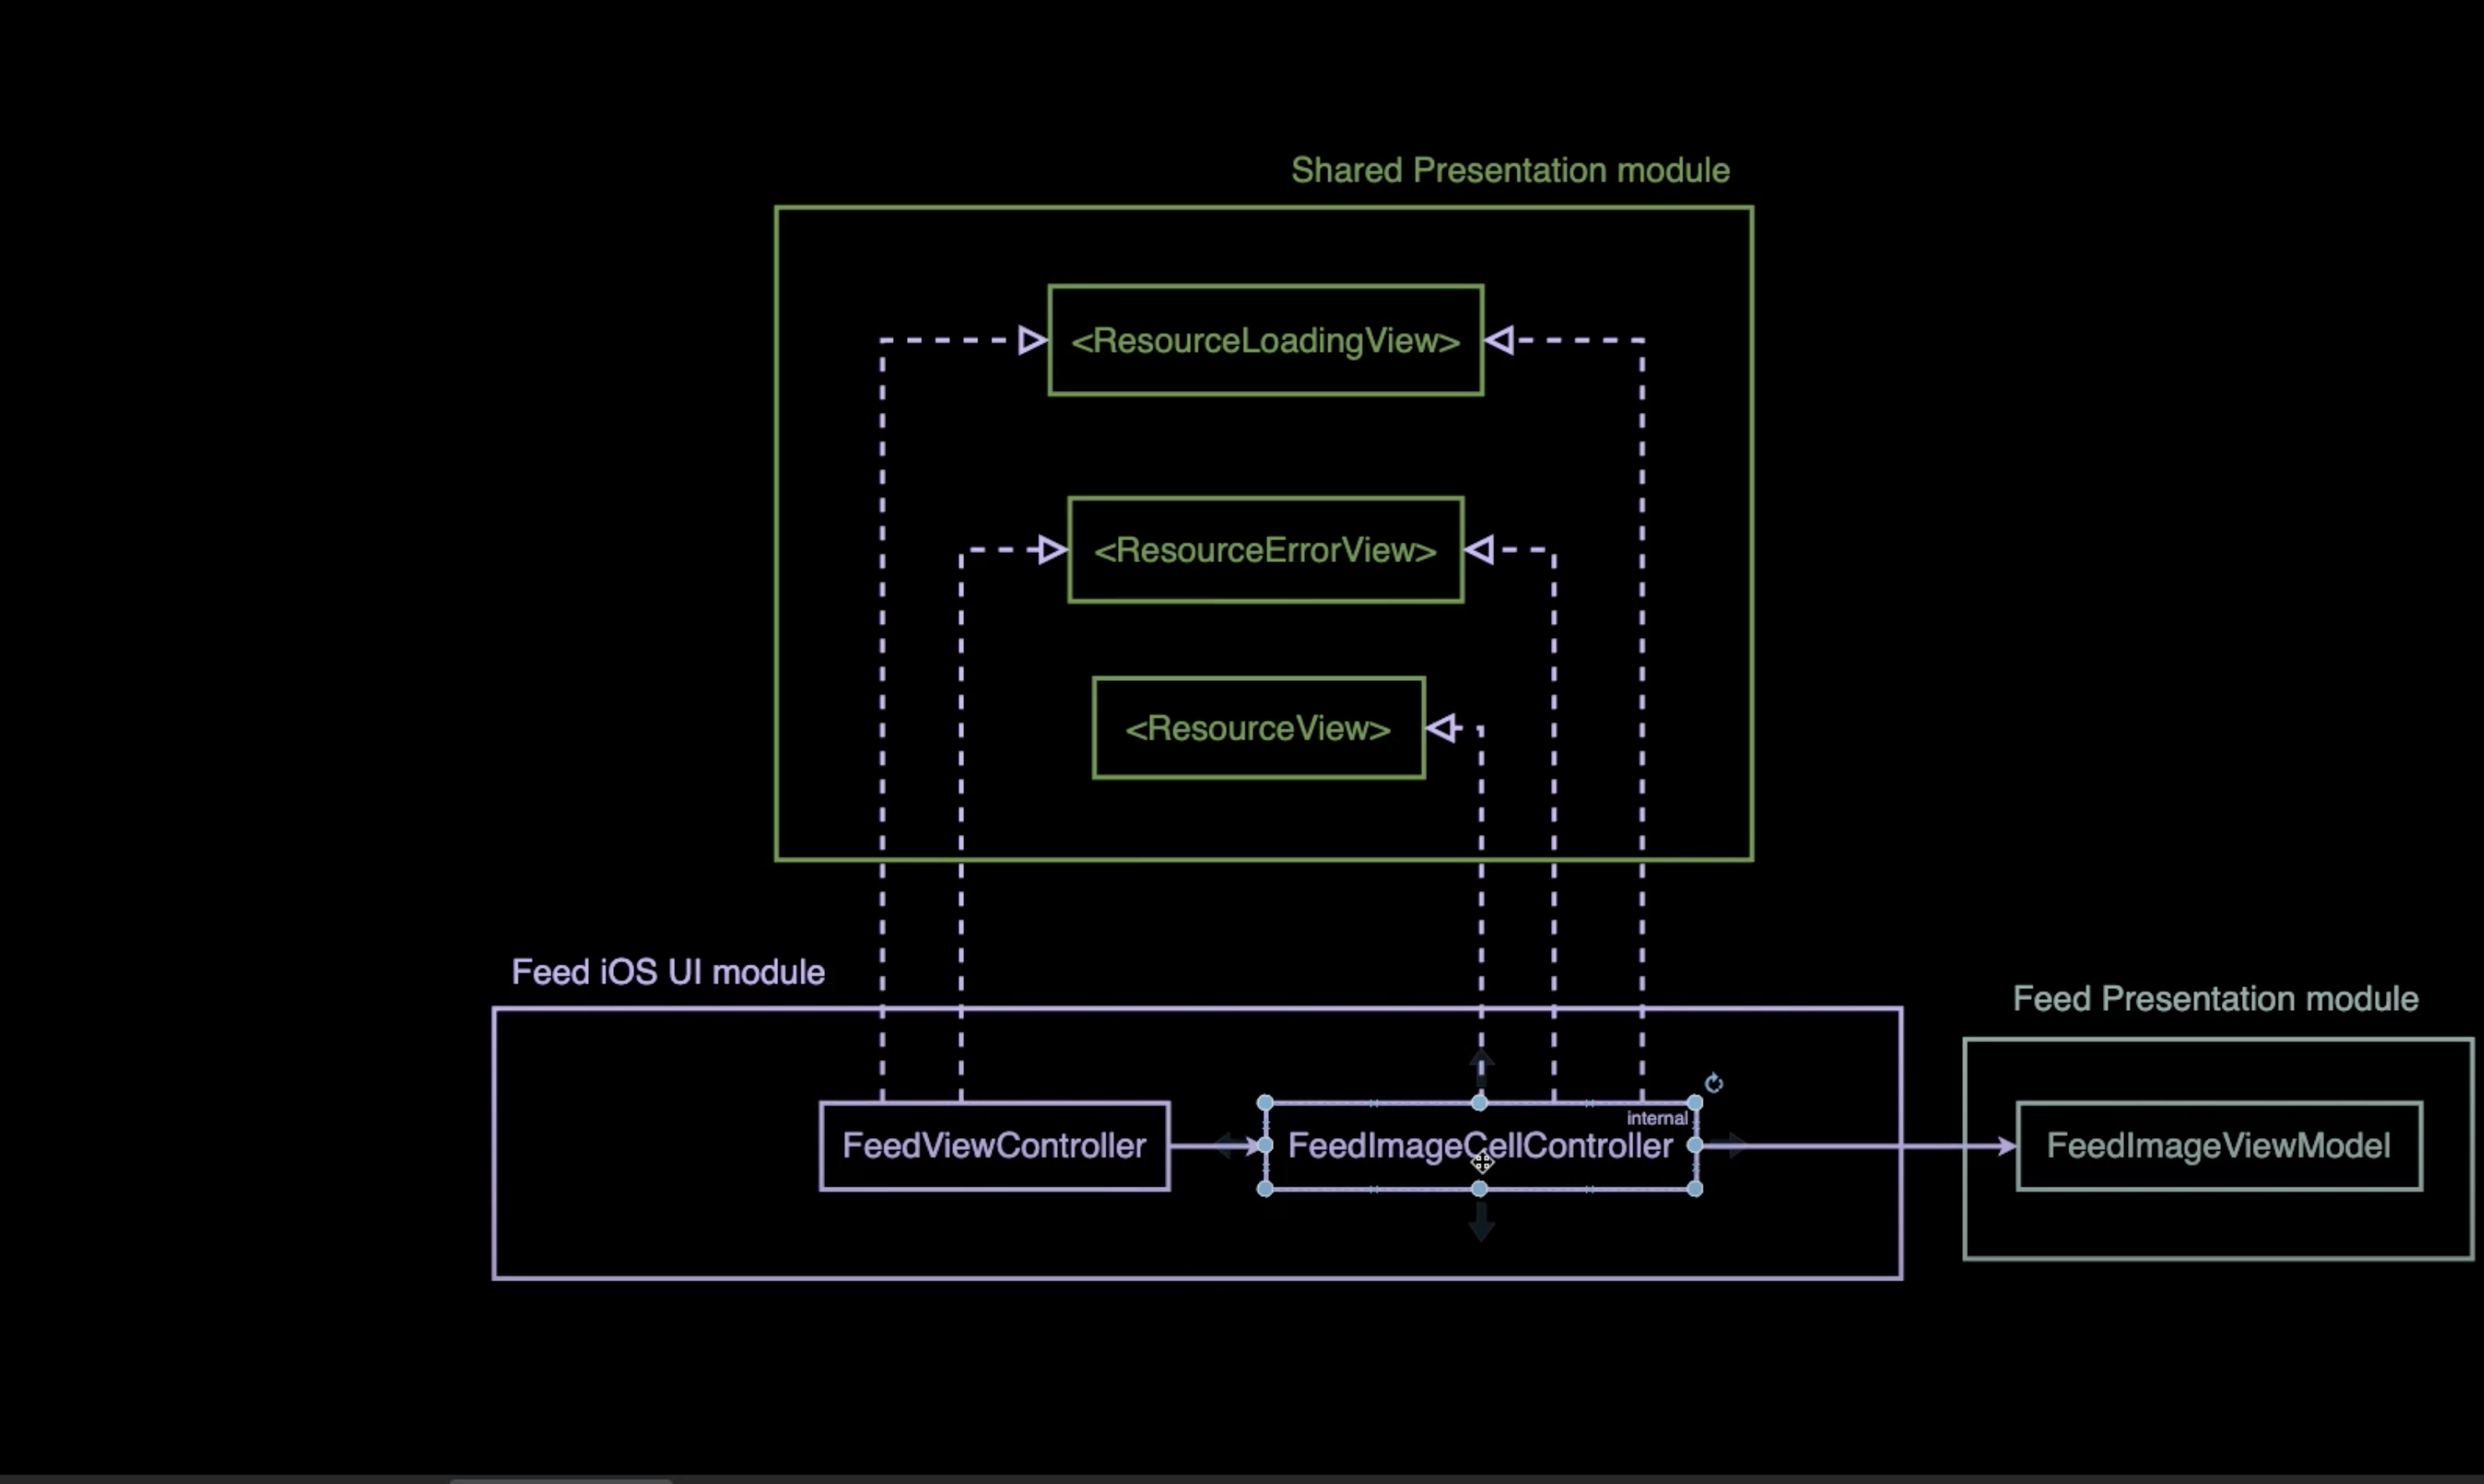 Shared Presentation module
<ResourceLoadingView>
<ResourceErrorView>
<ResourceView>
Feed iOS UI module
Feed Presentation module
internal
FeedViewController
FeedImageCellController
FeedImageViewModel